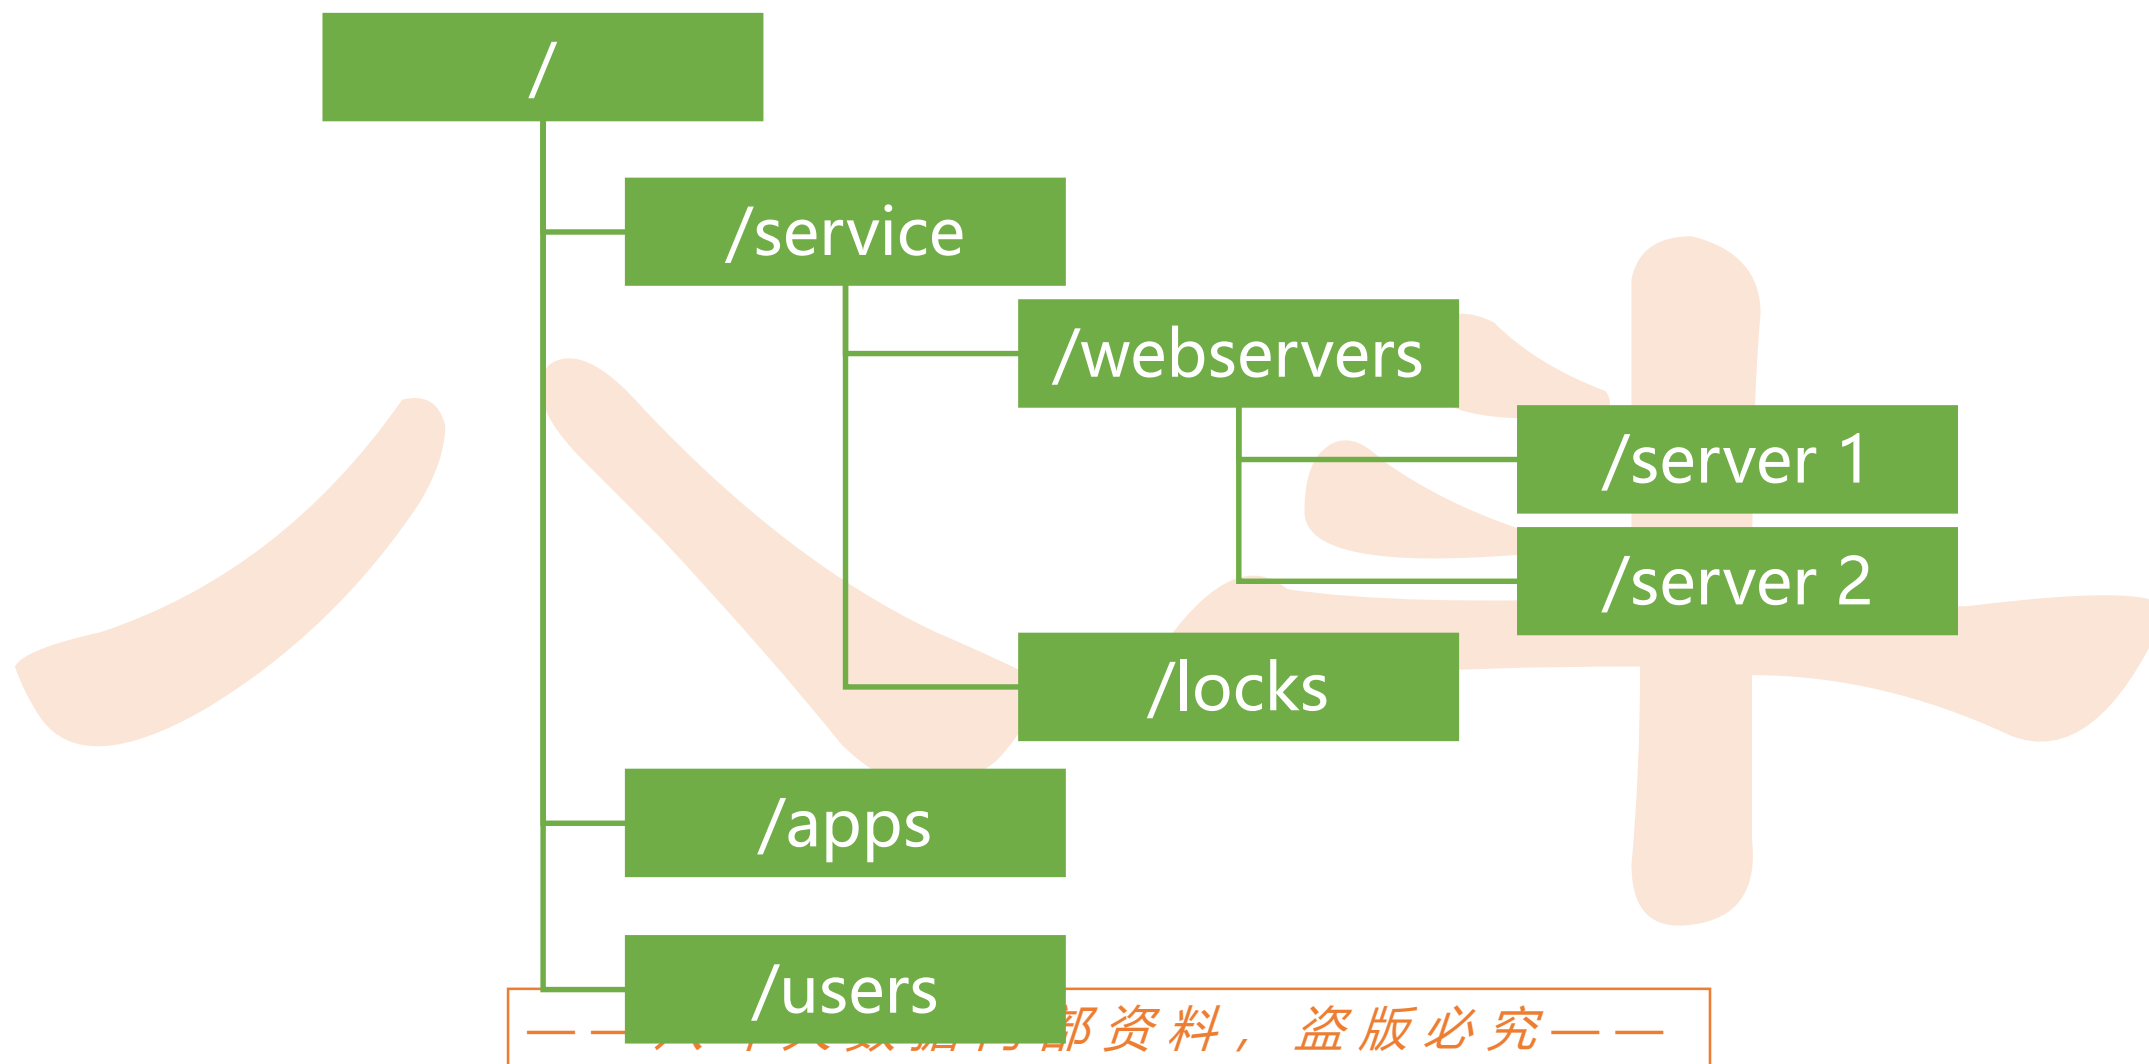 /
/service
/webservers
/server 1
/server 2
/locks
/apps
/users
部资料，盗版必究——